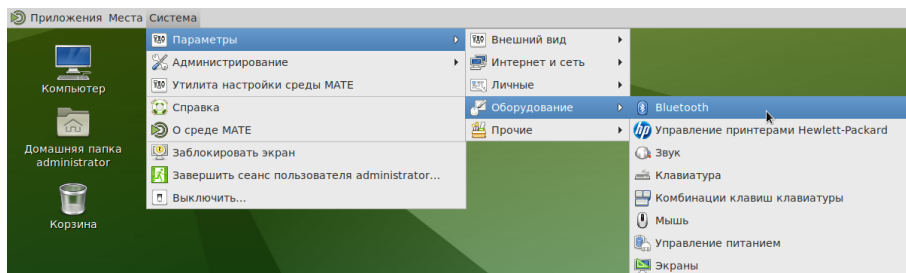 Приложения Места Система
Компьютер
Домашняя папка
administrator
Корзина
Параметры
Администрирование
Утилита настройки среды MATE
Справка
О среде MATE
Заблокировать экран
Завершить сеанс пользователя administrator...
Выключить...
Внешний вид
Интернет и сеть
Личные
Оборудование
Прочие
Bluetooth
Управление принтерами Hewlett-Packard
Звук
Клавиатура
Комбинации клавиш клавиатуры
Мышь
Управление питанием
Экраны